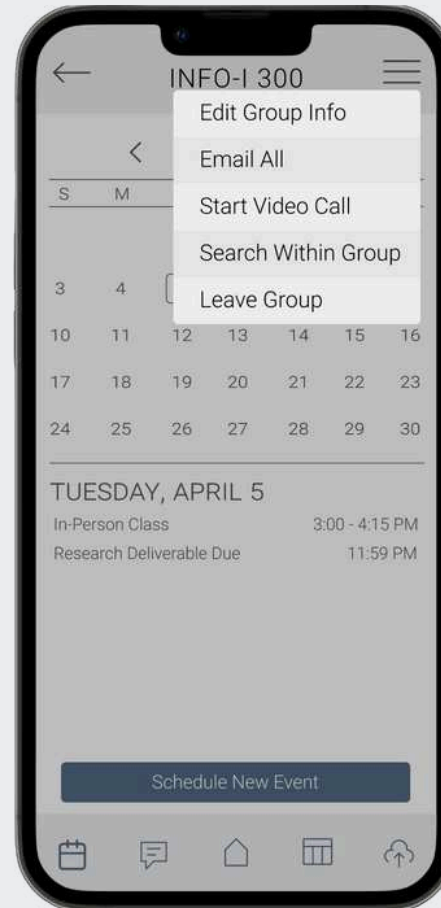 INFO-I 300
Edit Group Info
Email All
Start Video Call
Search Within Group
Leave Group
S M
3 4
10 11 12 13 14 15 16
17 18 19 20 21 22 23
24 25 26 27 28 29 30
TUESDAY, APRIL 5
In-Person Class 3:00 - 4:15 PM
Research Deliverable Due 11:59 PM
Schedule New Event